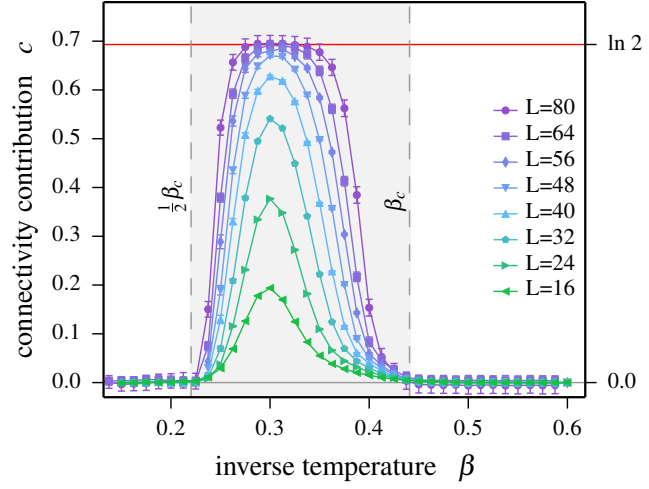 connectivity contribution c
0.7
0.6
0.5
0.4
0.3
0.2
0.1
0.0
ln 2
0.0
½ β_c
β_c
L=80
L=64
L=56
L=48
L=40
L=32
L=24
L=16
0.2
0.3
0.4
0.5
0.6
inverse temperature β